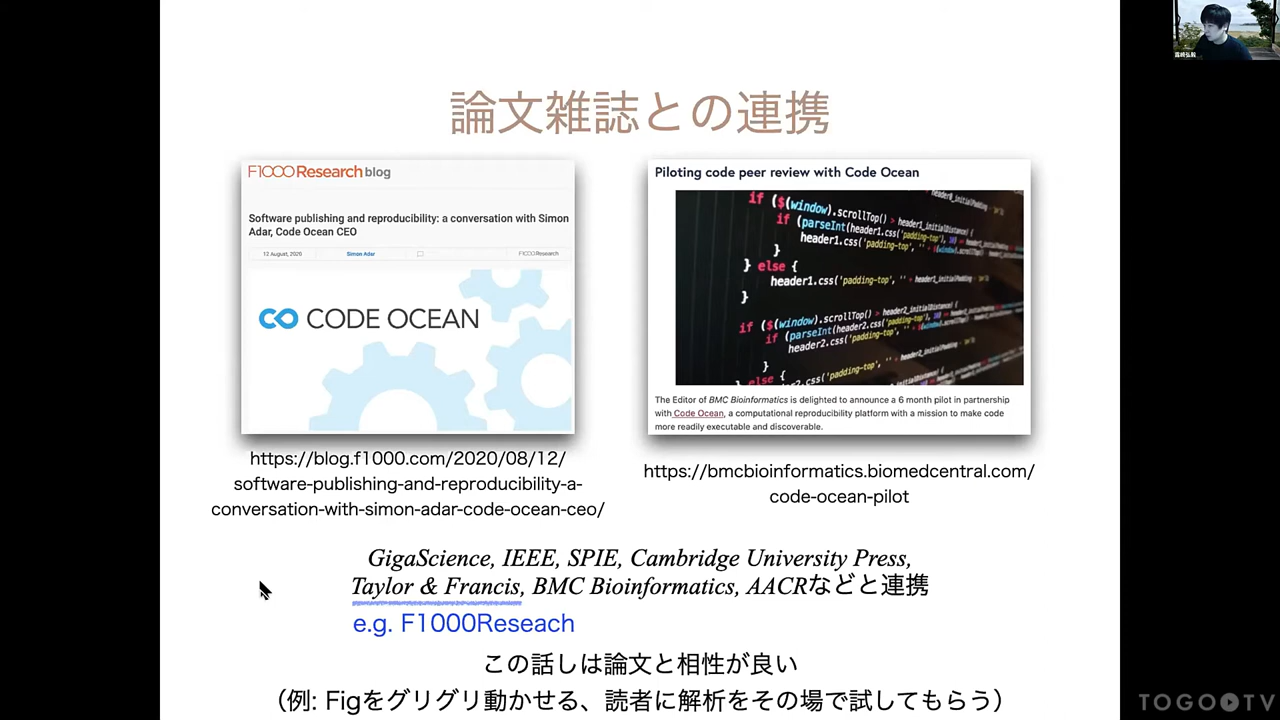 論文雑誌との連携
F1000Research blog
Software publishing and reproducibility: a conversation with Simon
Adar, Code Ocean CEO
12 August, 2020 Simon Adar F1000Research
CODE OCEAN
https://blog.f1000.com/2020/08/12/
software-publishing-and-reproducibility-a-
conversation-with-simon-adar-code-ocean-ceo/
Piloting code peer review with Code Ocean
if ($(window).scrollTop() > header1_initialDistance) {
if (parseInt(header1.css('padding-top'), 10)
header1.css('padding-top', ''
}
} else {
header1.css('padding-top', ''
}
if ($(window).scrollTop() > header2_initialDistance) {
if (parseInt(header2.css('padding-top'),
header2.css('padding-top', ''
}
else {
The Editor of BMC Bioinformatics is delighted to announce a 6 month pilot in partnership
with Code Ocean, a computational reproducibility platform with a mission to make code
more readily executable and discoverable.
https://bmcbioinformatics.biomedcentral.com/
code-ocean-pilot
GigaScience, IEEE, SPIE, Cambridge University Press,
Taylor & Francis, BMC Bioinformatics, AACRなどと連携
e.g. F1000Reseach
この話しは論文と相性が良い
（例: Figをグリグリ動かせる、読者に解析をその場で試してもらう）
TOGOTV